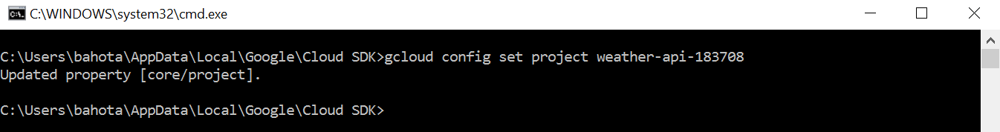 C:\WINDOWS\system32\cmd.exe
C:\Users\bahota\AppData\Local\Google\Cloud SDK>gcloud config set project weather-api-183708
Updated property [core/project].
C:\Users\bahota\AppData\Local\Google\Cloud SDK>